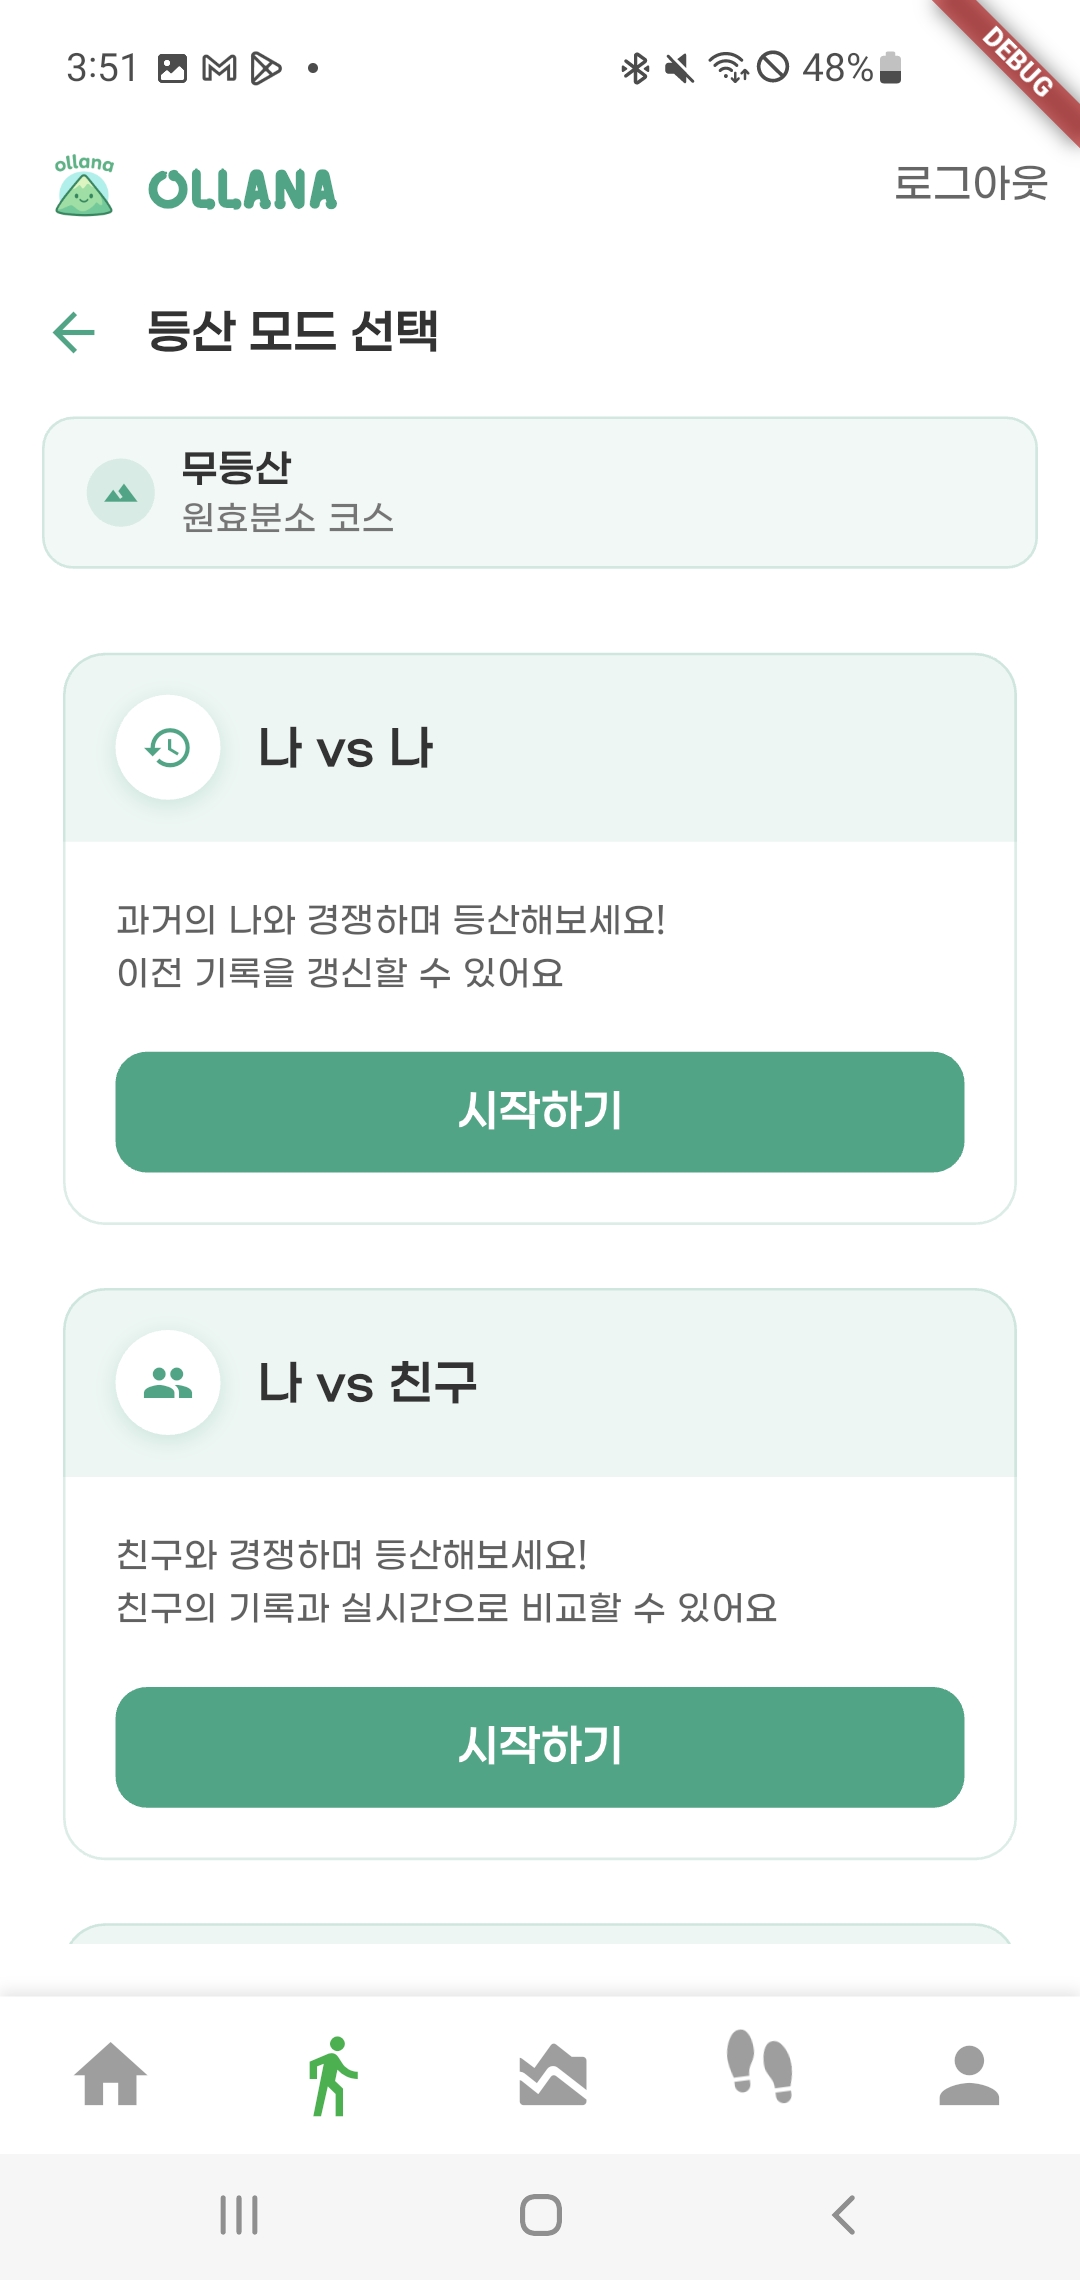 3:51
48%
DEBUG
ollana
OLLANA
로그아웃
등산 모드 선택
무등산
원효분소 코스
나 vs 나
과거의 나와 경쟁하며 등산해보세요!
이전 기록을 갱신할 수 있어요
시작하기
나 vs 친구
친구와 경쟁하며 등산해보세요!
친구의 기록과 실시간으로 비교할 수 있어요
시작하기